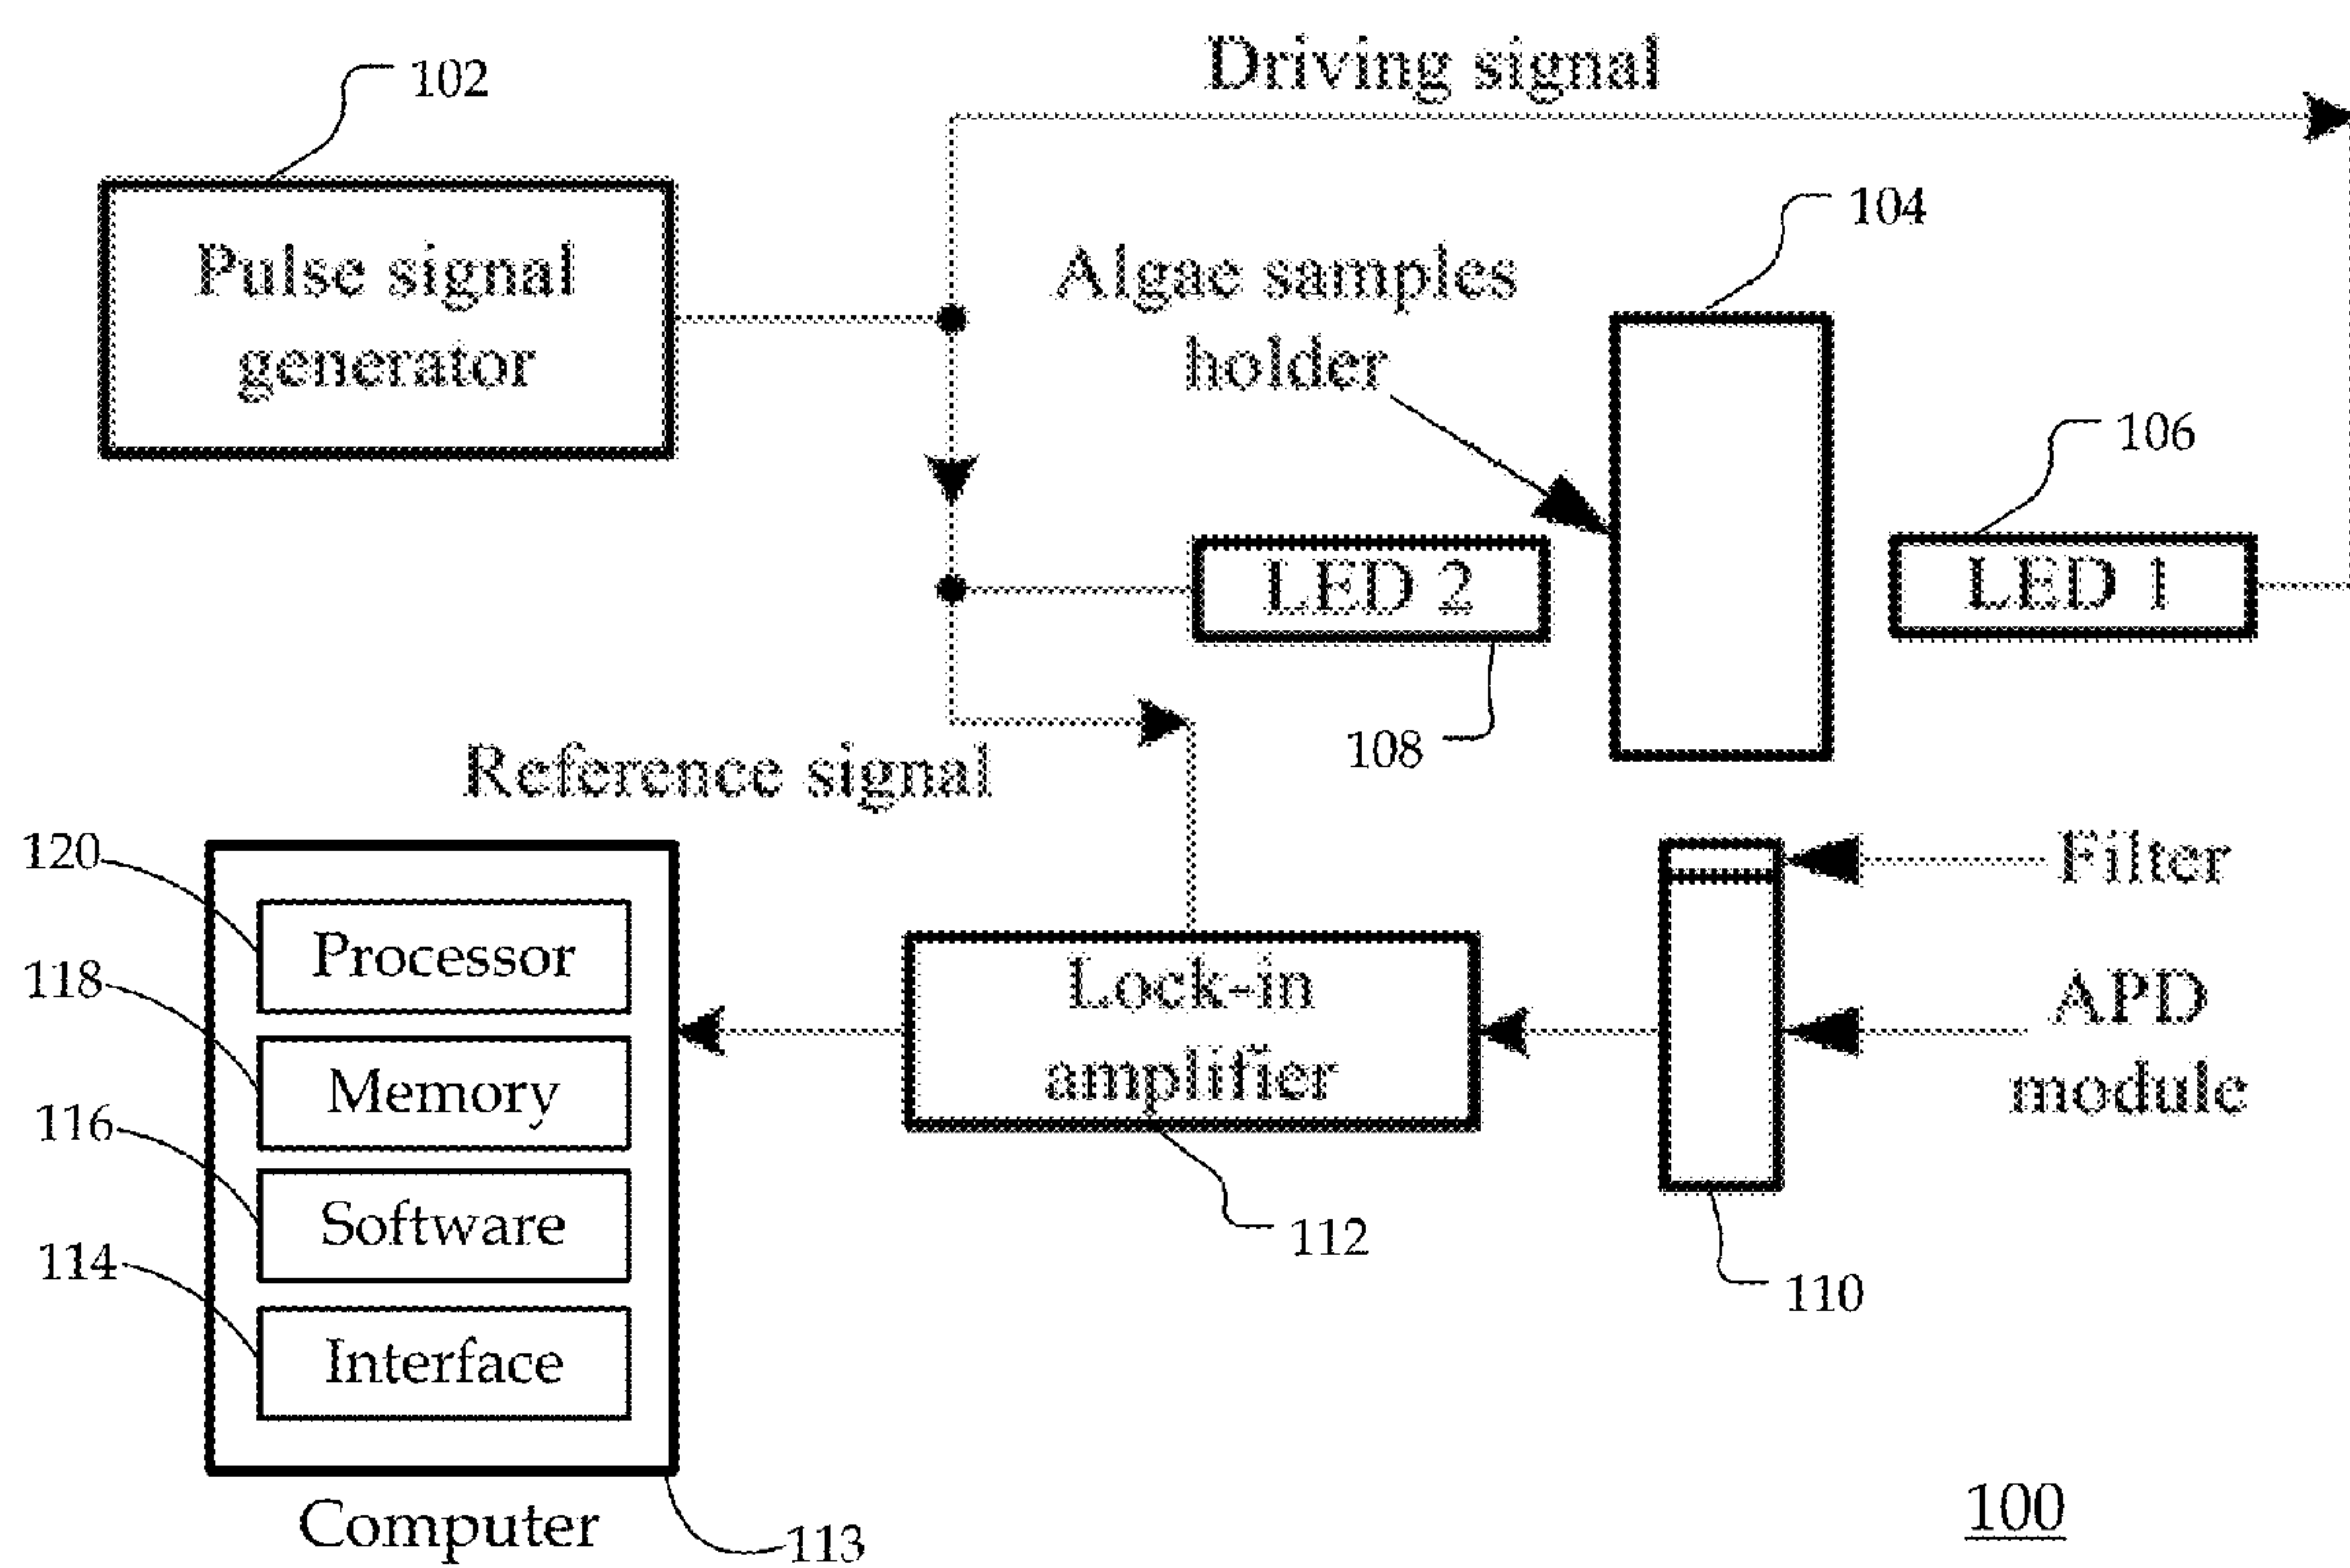 Driving signal
102
Pulse signal
generator
104
Algae samples
holder
106
LED 2
LED 1
108
Reference signal
120
Processor
118
Memory
116
Software
114
Interface
Computer
113
Lock-in
amplifier
112
Filter
APD
module
110
100